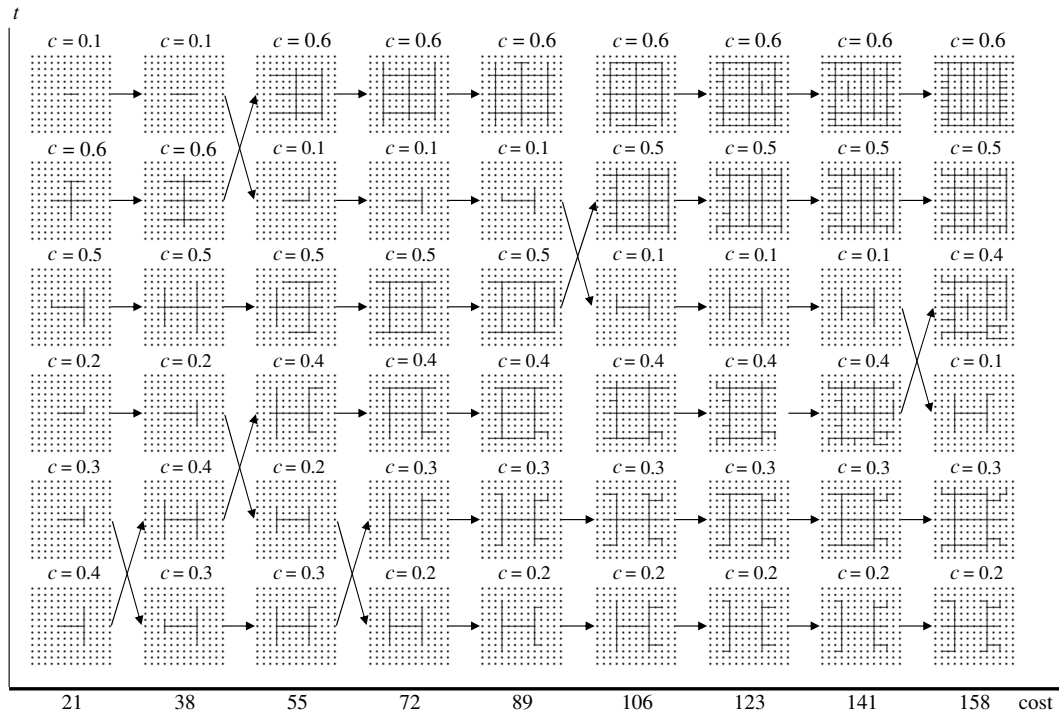 t
c = 0.1 c = 0.1 c = 0.6 c = 0.6 c = 0.6 c = 0.6 c = 0.6 c = 0.6 c = 0.6
c = 0.6 c = 0.6 c = 0.1 c = 0.1 c = 0.1 c = 0.5 c = 0.5 c = 0.5 c = 0.5
c = 0.5 c = 0.5 c = 0.5 c = 0.5 c = 0.5 c = 0.1 c = 0.1 c = 0.1 c = 0.4
c = 0.2 c = 0.2 c = 0.4 c = 0.4 c = 0.4 c = 0.4 c = 0.4 c = 0.4 c = 0.1
c = 0.3 c = 0.4 c = 0.2 c = 0.3 c = 0.3 c = 0.3 c = 0.3 c = 0.3 c = 0.3
c = 0.4 c = 0.3 c = 0.3 c = 0.2 c = 0.2 c = 0.2 c = 0.2 c = 0.2 c = 0.2
21 38 55 72 89 106 123 141 158 cost